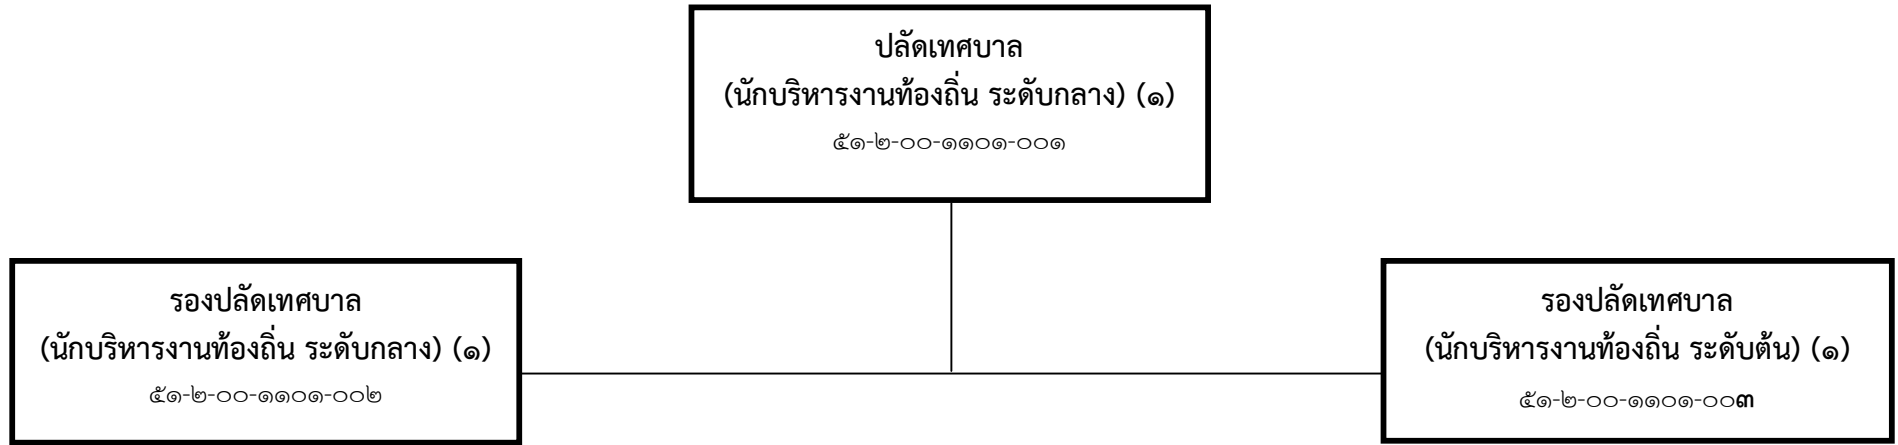 ปลัดเทศบาล
(นักบริหารงานท้องถิ่น ระดับกลาง) (๑)
๕๑-๒-๐๐-๑๑๐๑-๐๐๑
รองปลัดเทศบาล
(นักบริหารงานท้องถิ่น ระดับกลาง) (๑)
๕๑-๒-๐๐-๑๑๐๑-๐๐๒
รองปลัดเทศบาล
(นักบริหารงานท้องถิ่น ระดับต้น) (๑)
๕๑-๒-๐๐-๑๑๐๑-๐๐๓